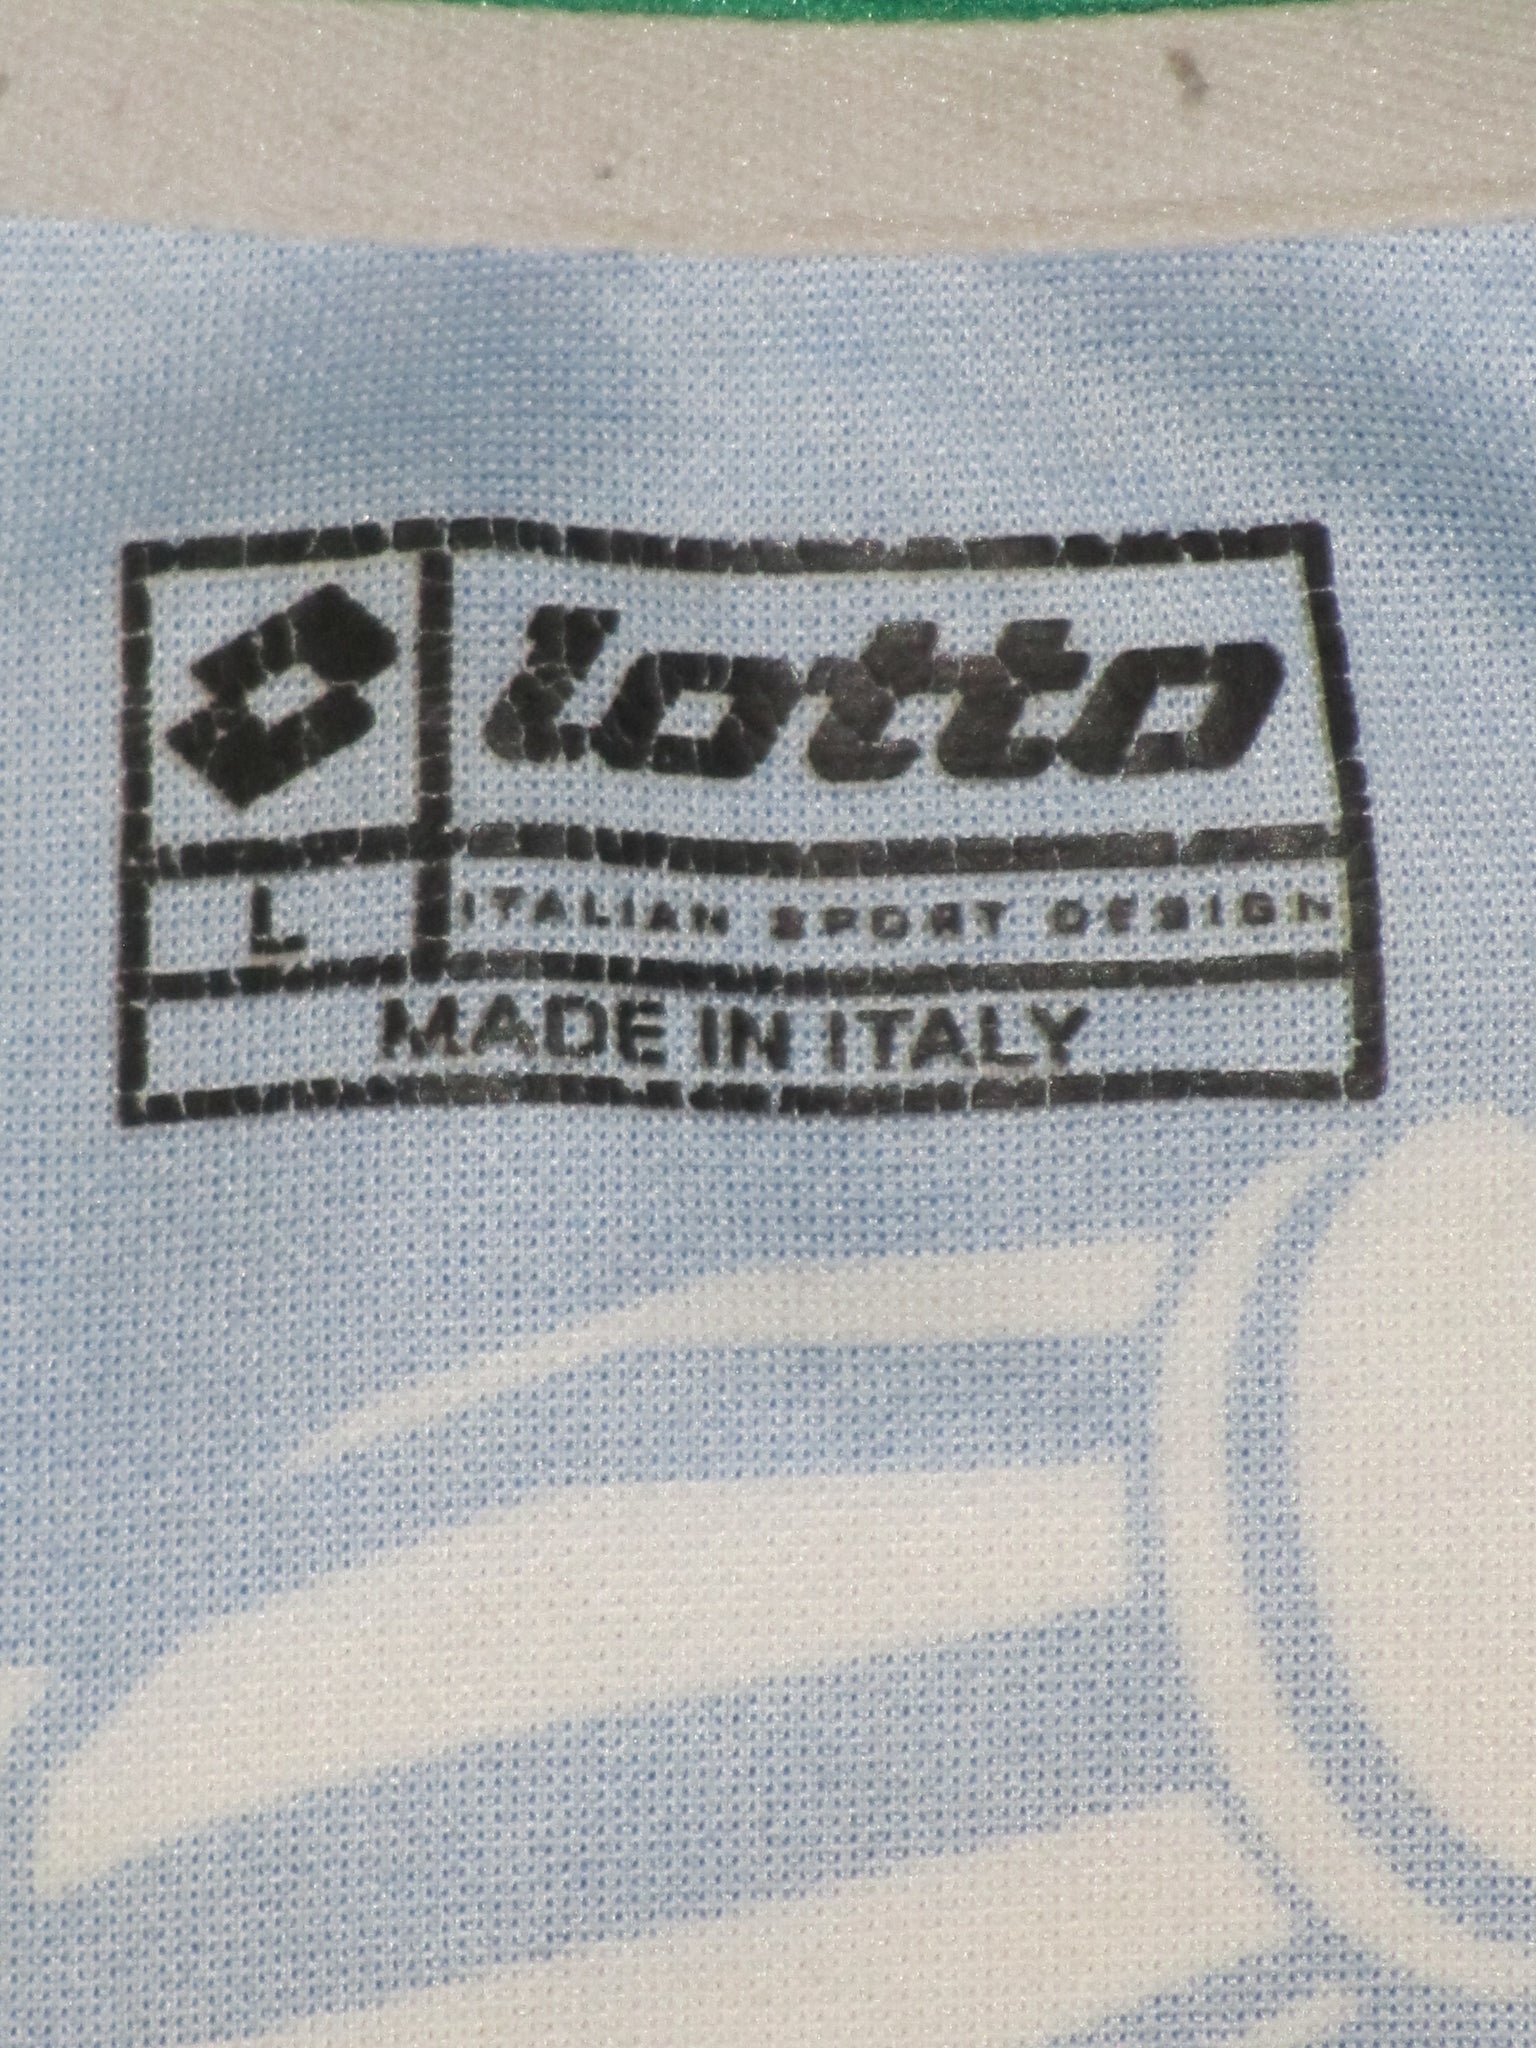 lotto
L
ITALIAN SPORT DESIGN
MADE IN ITALY